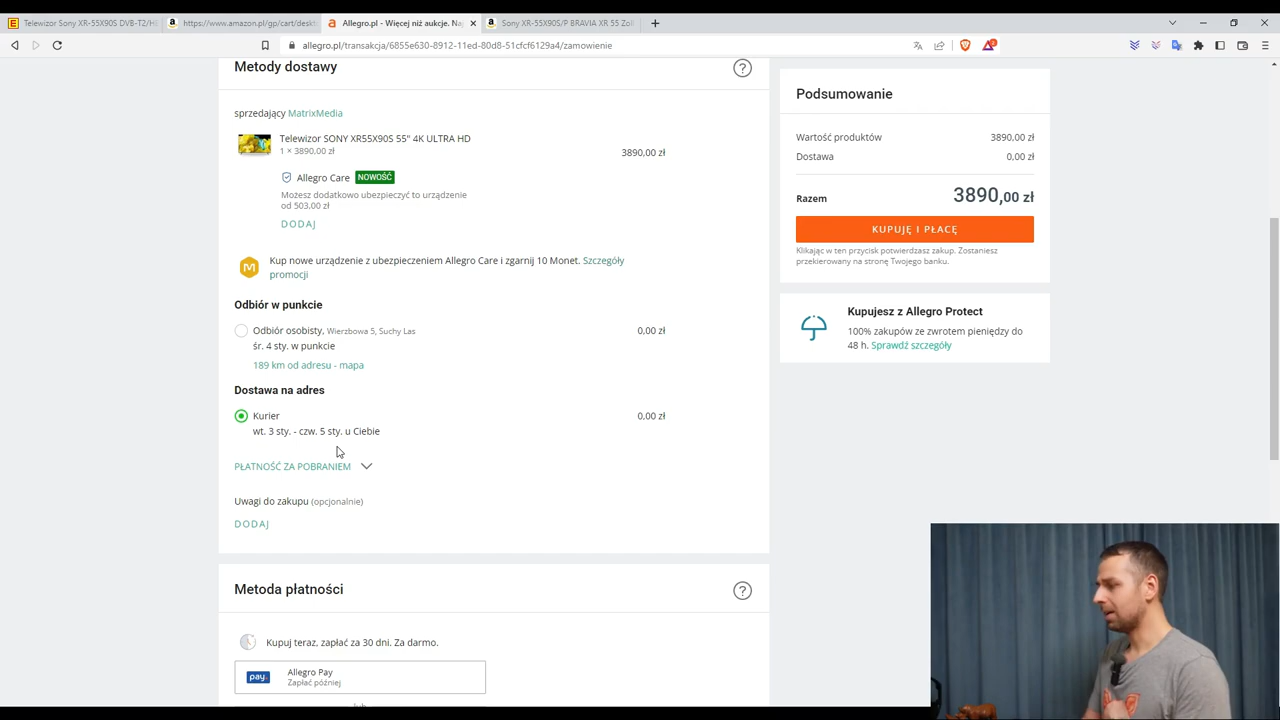 Telewizor Sony XR-55X90S DVB-T2/H
https://www.amazon.pl/gp/cart/deskt
Allegro.pl - Więcej niż aukcje. Na
Sony XR-55X90S/P BRAVIA XR 55 Zoll
allegro.pl/transakcja/6855e630-8912-11ed-80d8-51cfcf6129a4/zamowienie
Metody dostawy
?
sprzedający MatrixMedia
Telewizor SONY XR55X90S 55" 4K ULTRA HD
1 × 3890,00 zł
3890,00 zł
Allegro Care NOWOŚĆ
Możesz dodatkowo ubezpieczyć to urządzenie
od 503,00 zł
DODAJ
M
Kup nowe urządzenie z ubezpieczeniem Allegro Care i zgarnij 10 Monet. Szczegóły
promocji
Odbiór w punkcie
Odbiór osobisty, Wierzbowa 5, Suchy Las 0,00 zł
śr. 4 sty. w punkcie
189 km od adresu - mapa
Dostawa na adres
Kurier 0,00 zł
wt. 3 sty. - czw. 5 sty. u Ciebie
PŁATNOŚĆ ZA POBRANIEM
Uwagi do zakupu (opcjonalnie)
DODAJ
Metoda płatności
?
Kupuj teraz, zapłać za 30 dni. Za darmo.
pay.
Allegro Pay
Zapłać później
lub
Podsumowanie
Wartość produktów 3890,00 zł
Dostawa 0,00 zł
Razem 3890,00 zł
KUPUJĘ I PŁACĘ
Klikając w ten przycisk potwierdzasz zakup. Zostaniesz
przekierowany na stronę Twojego banku.
Kupujesz z Allegro Protect
100% zakupów ze zwrotem pieniędzy do
48 h. Sprawdź szczegóły